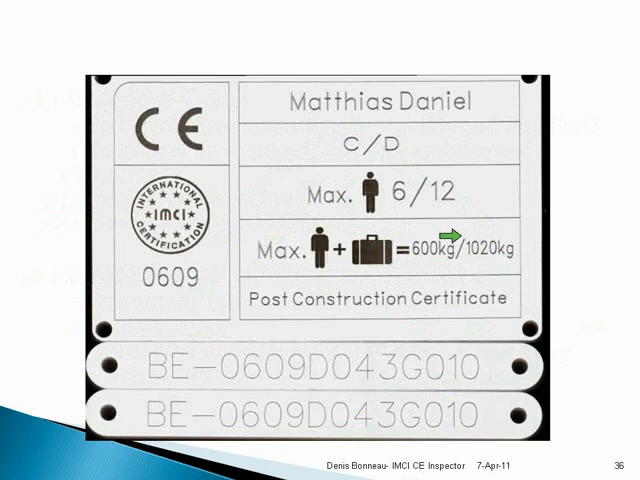 CE
INTERNATIONAL
IMCI
CERTIFICATION
0609
Matthias Daniel
C/D
Max. 6/12
Max. + =600kg/1020kg
Post Construction Certificate
BE-0609D043G010
BE-0609D043G010
Denis Bonneau- IMCI CE Inspector 7-Apr-11 36